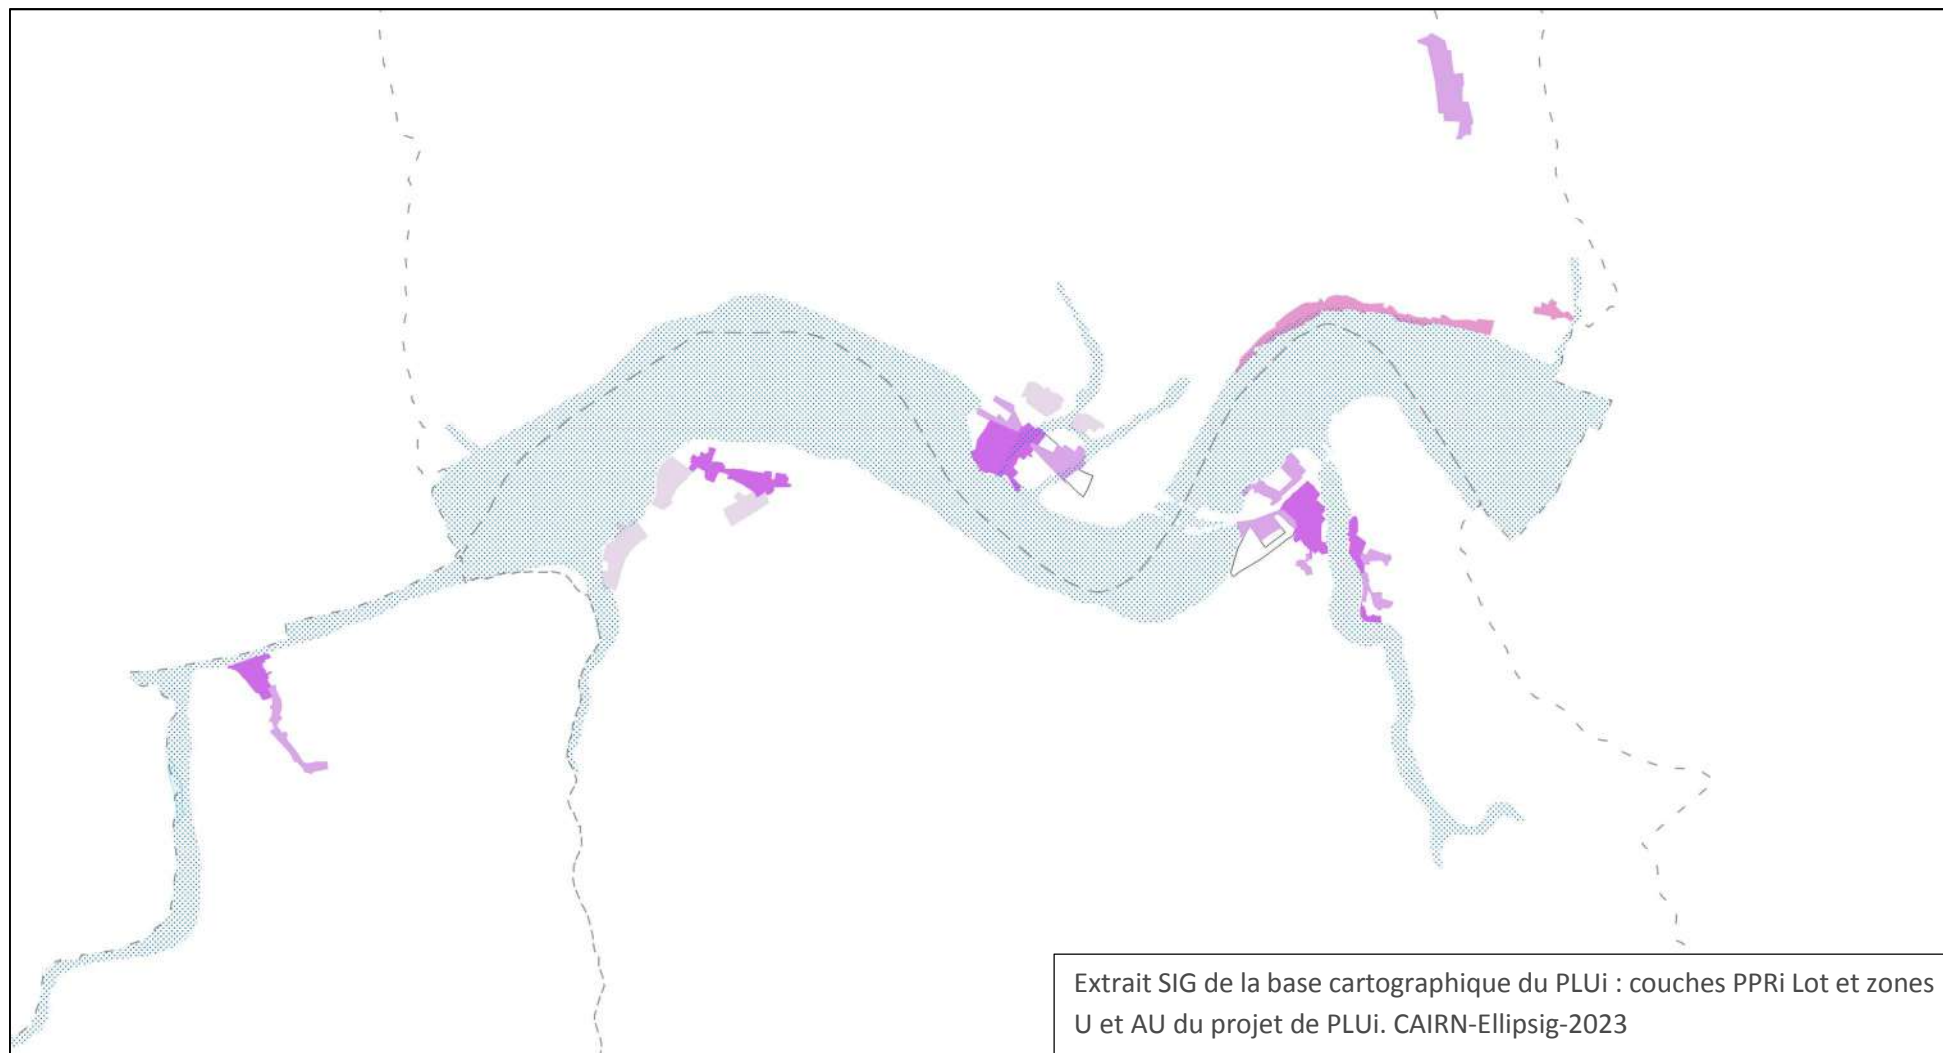 Extrait SIG de la base cartographique du PLUi : couches PPRi Lot et zones
U et AU du projet de PLUi. CAIRN-Ellipsig-2023